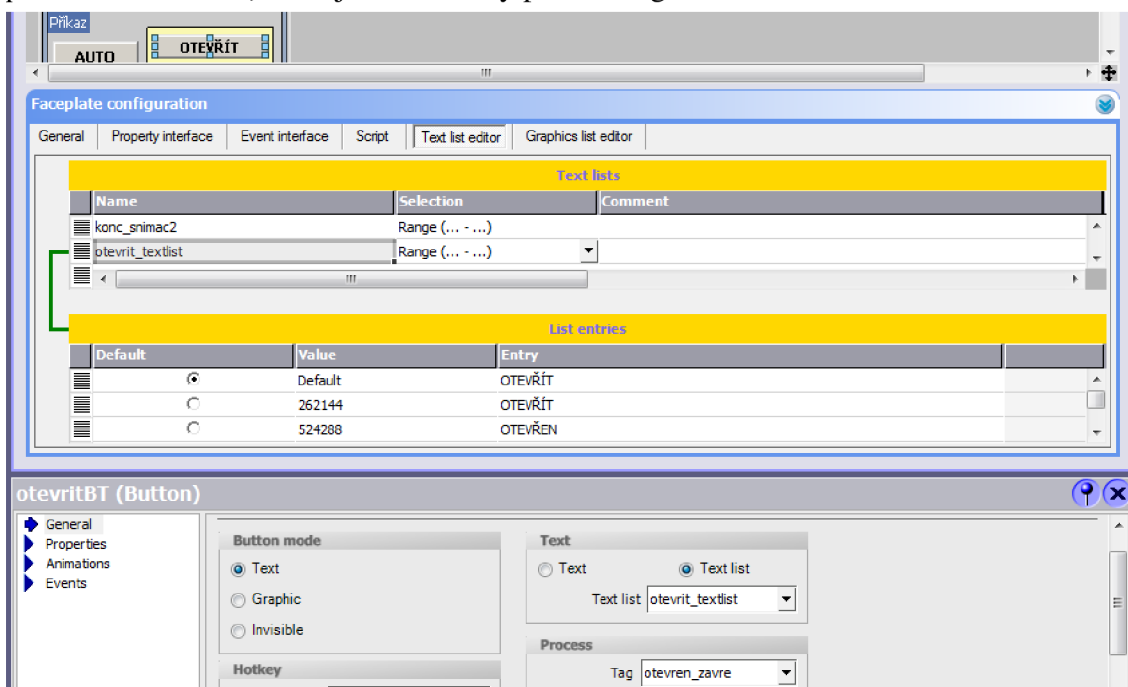 Příkaz
AUTO
OTEVŘÍT
Faceplate configuration
General Property interface Event interface Script Text list editor Graphics list editor
Text lists
Name Selection Comment
konc_snimac2 Range (... - ...)
otevrit_textlist Range (... - ...)
List entries
Default Value Entry
Default OTEVŘÍT
262144 OTEVŘÍT
524288 OTEVŘEN
otevritBT (Button)
General
Properties
Animations
Events
Button mode
Text
Graphic
Invisible
Hotkey
Text
Text Text list
Text list otevrit_textlist
Process
Tag otevren_zavre